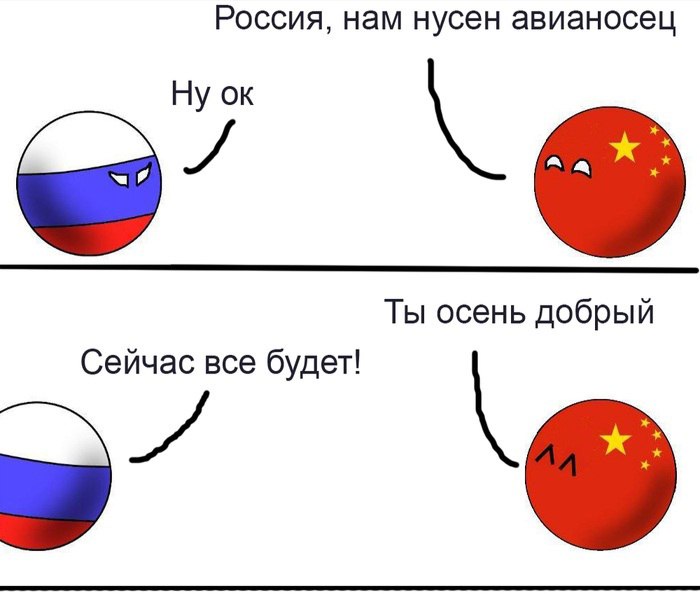 Россия, нам нусен авианосец
Ну ок
Ты осень добрый
Сейчас все будет!